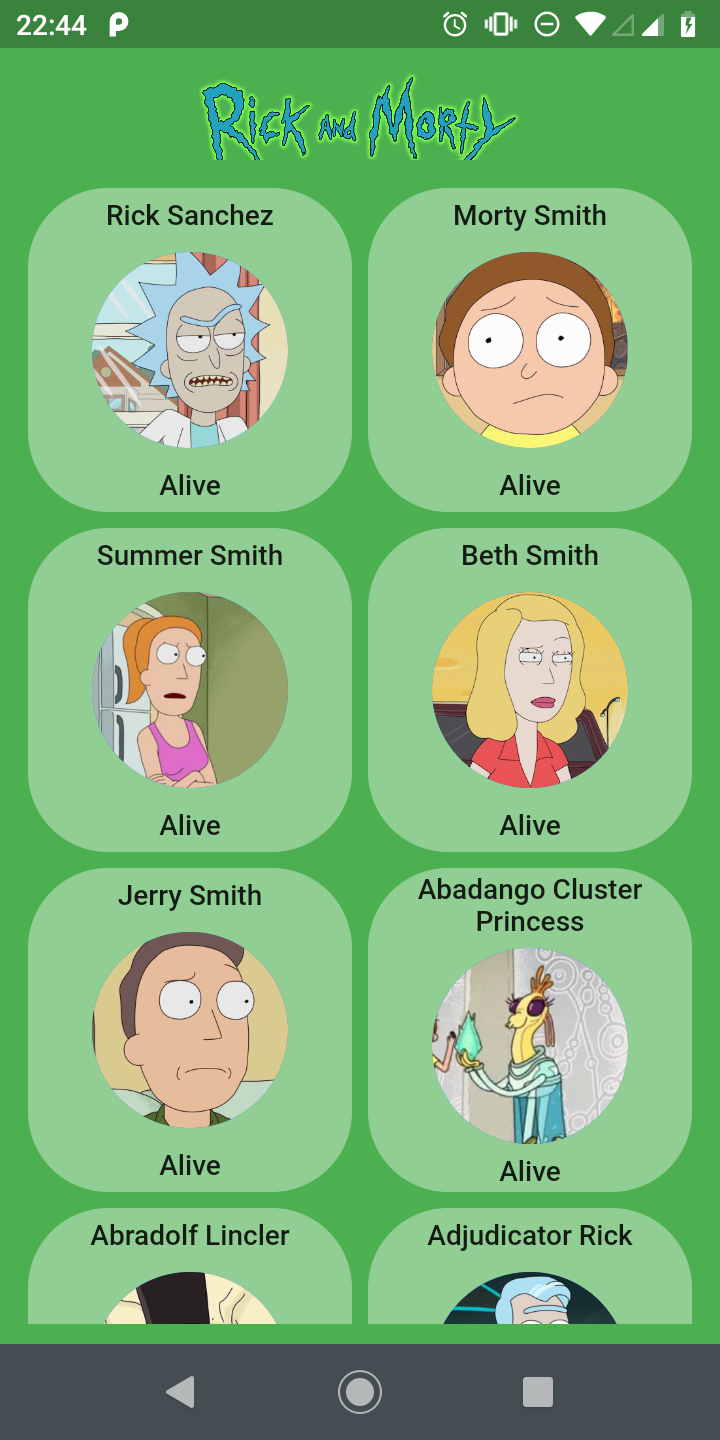 22:44
Rick and Morty
Rick Sanchez
Morty Smith
Alive
Alive
Summer Smith
Beth Smith
Alive
Alive
Jerry Smith
Abadango Cluster
Princess
Alive
Alive
Abradolf Lincler
Adjudicator Rick